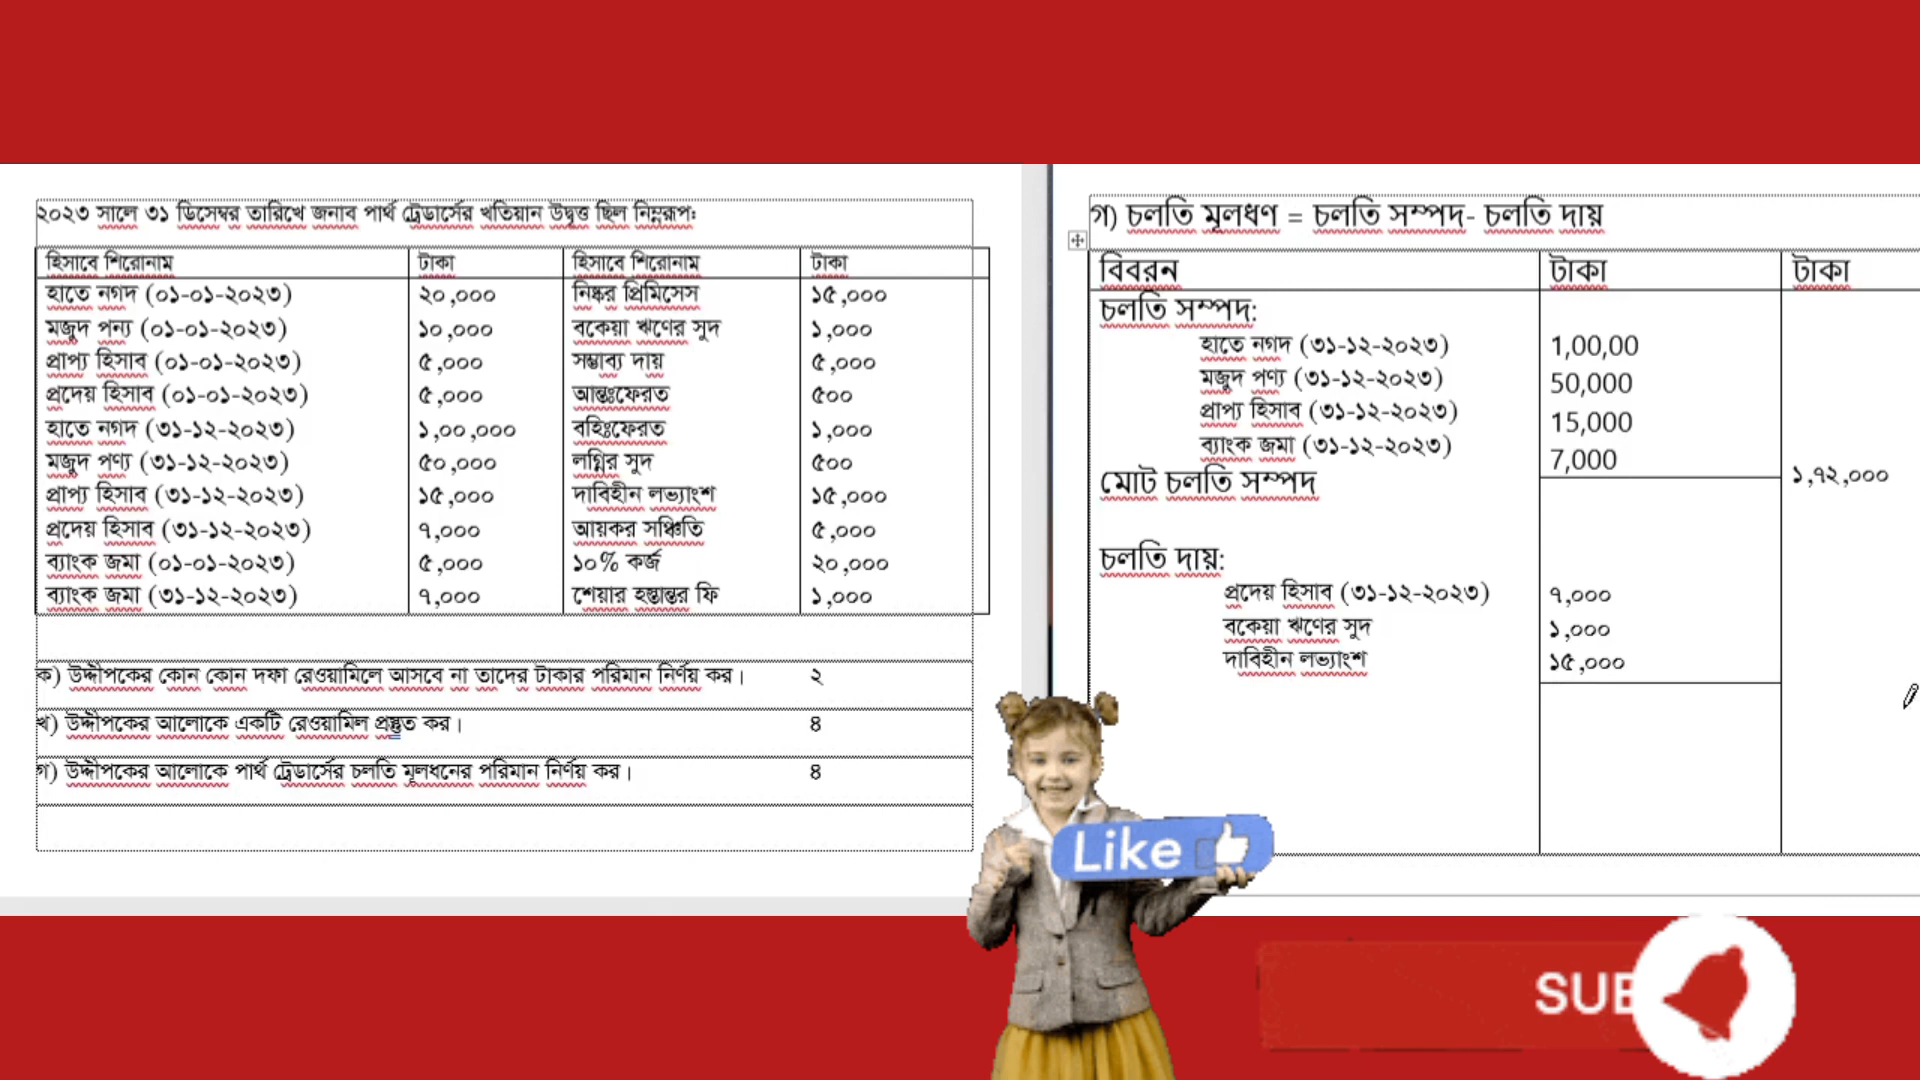 ২০২৩ সালে ৩১ ডিসেম্বর তারিখে জনাব পার্থ ট্রেডার্সের খতিয়ান উদ্বৃত্ত ছিল নিম্নরূপঃ
হিসাবে শিরোনাম টাকা হিসাবে শিরোনাম টাকা
হাতে নগদ (০১-০১-২০২৩) ২০,০০০ নিষ্কর প্রিমিসেস ১৫,০০০
মজুদ পন্য (০১-০১-২০২৩) ১০,০০০ বকেয়া ঋণের সুদ ১,০০০
প্রাপ্য হিসাব (০১-০১-২০২৩) ৫,০০০ সম্ভাব্য দায় ৫,০০০
প্রদেয় হিসাব (০১-০১-২০২৩) ৫,০০০ আন্তঃফেরত ৫০০
হাতে নগদ (৩১-১২-২০২৩) ১,০০,০০০ বহিঃফেরত ১,০০০
মজুদ পণ্য (৩১-১২-২০২৩) ৫০,০০০ লগ্নির সুদ ৫০০
প্রাপ্য হিসাব (৩১-১২-২০২৩) ১৫,০০০ দাবিহীন লভ্যাংশ ১৫,০০০
প্রদেয় হিসাব (৩১-১২-২০২৩) ৭,০০০ আয়কর সঞ্চিতি ৫,০০০
ব্যাংক জমা (০১-০১-২০২৩) ৫,০০০ ১০% কর্জ ২০,০০০
ব্যাংক জমা (৩১-১২-২০২৩) ৭,০০০ শেয়ার হস্তান্তর ফি ১,০০০
ক) উদ্দীপকের কোন কোন দফা রেওয়ামিলে আসবে না তাদের টাকার পরিমান নির্ণয় কর। ২
খ) উদ্দীপকের আলোকে একটি রেওয়ামিল প্রস্তুত কর। ৪
গ) উদ্দীপকের আলোকে পার্থ ট্রেডার্সের চলতি মূলধনের পরিমান নির্ণয় কর। ৪
গ) চলতি মূলধণ = চলতি সম্পদ- চলতি দায়
বিবরন টাকা টাকা
চলতি সম্পদ:
হাতে নগদ (৩১-১২-২০২৩) 1,00,00
মজুদ পণ্য (৩১-১২-২০২৩) 50,000
প্রাপ্য হিসাব (৩১-১২-২০২৩) 15,000
ব্যাংক জমা (৩১-১২-২০২৩) 7,000
মোট চলতি সম্পদ ১,৭২,০০০
চলতি দায়:
প্রদেয় হিসাব (৩১-১২-২০২৩) ৭,০০০
বকেয়া ঋণের সুদ ১,০০০
দাবিহীন লভ্যাংশ ১৫,০০০
Like
SUB